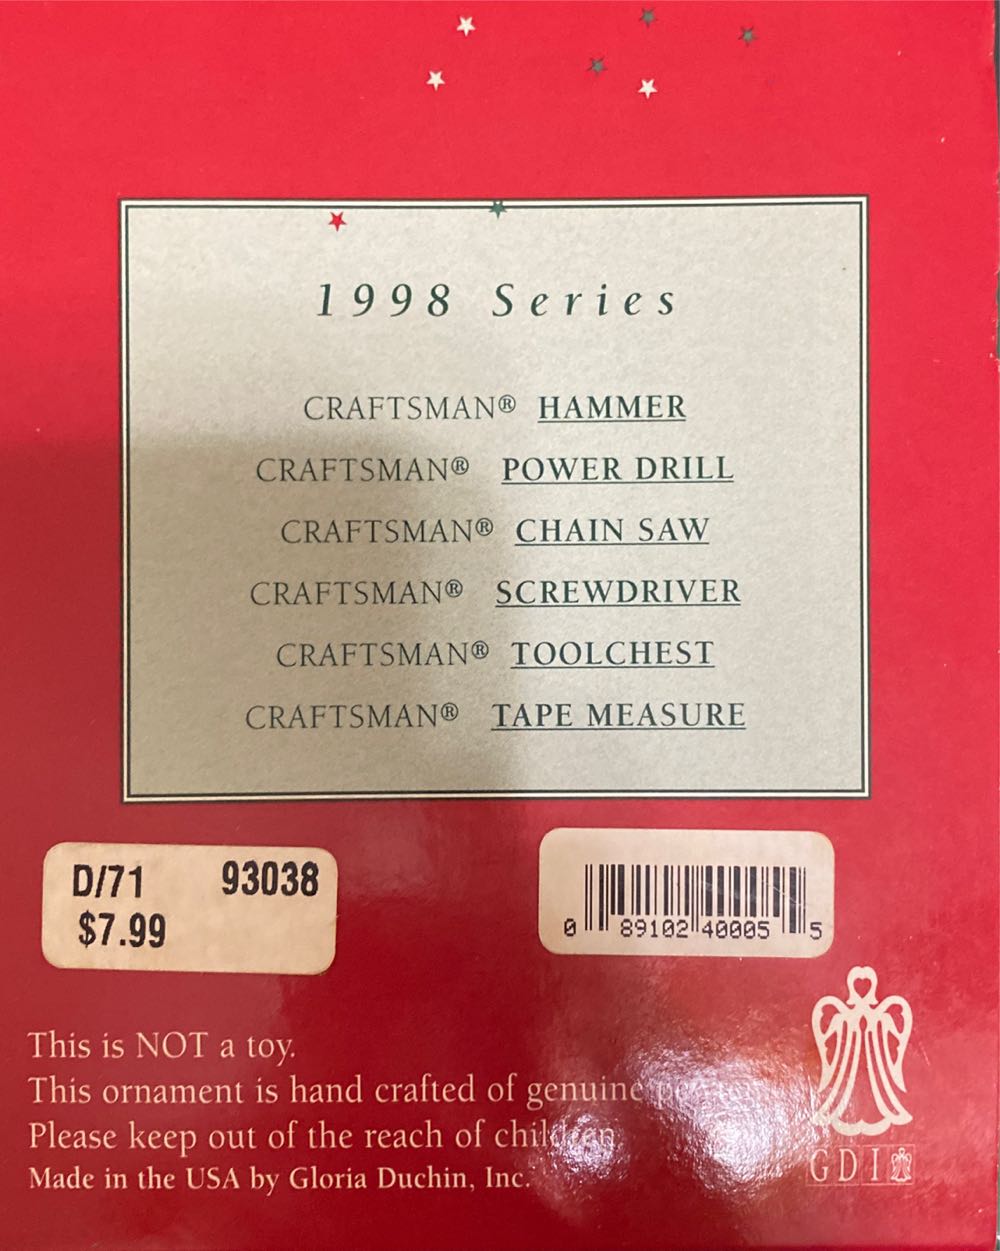 1998 Series
CRAFTSMAN® HAMMER
CRAFTSMAN® POWER DRILL
CRAFTSMAN® CHAIN SAW
CRAFTSMAN® SCREWDRIVER
CRAFTSMAN® TOOLCHEST
CRAFTSMAN® TAPE MEASURE
D/71 93038
$7.99
0 89102 40005 5
This is NOT a toy.
This ornament is hand crafted of genuine pewter.
Please keep out of the reach of children.
Made in the USA by Gloria Duchin, Inc.
GDI